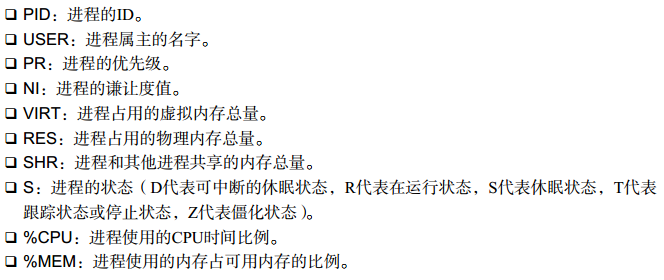 ❑ PID：进程的ID。
❑ USER：进程属主的名字。
❑ PR：进程的优先级。
❑ NI：进程的谦让度值。
❑ VIRT：进程占用的虚拟内存总量。
❑ RES：进程占用的物理内存总量。
❑ SHR：进程和其他进程共享的内存总量。
❑ S：进程的状态（D代表可中断的休眠状态，R代表在运行状态，S代表休眠状态，T代表
跟踪状态或停止状态，Z代表僵化状态）。
❑ %CPU：进程使用的CPU时间比例。
❑ %MEM：进程使用的内存占可用内存的比例。